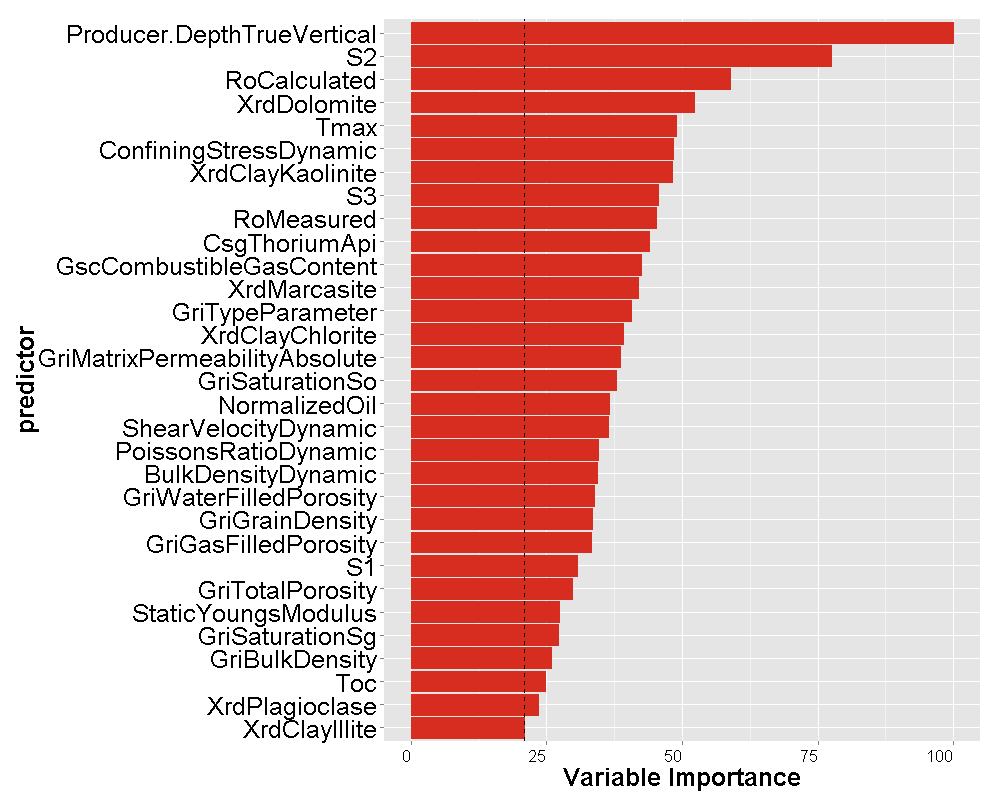 Producer.DepthTrueVertical
S2
RoCalculated
XrdDolomite
Tmax
ConfiningStressDynamic
XrdClayKaolinite
S3
RoMeasured
CsgThoriumApi
GscCombustibleGasContent
XrdMarcasite
GriTypeParameter
XrdClayChlorite
GriMatrixPermeabilityAbsolute
GriSaturationSo
NormalizedOil
ShearVelocityDynamic
PoissonsRatioDynamic
BulkDensityDynamic
GriWaterFilledPorosity
GriGrainDensity
GriGasFilledPorosity
S1
GriTotalPorosity
StaticYoungsModulus
GriSaturationSg
GriBulkDensity
Toc
XrdPlagioclase
XrdClayIllite
predictor
0 25 50 75 100
Variable Importance